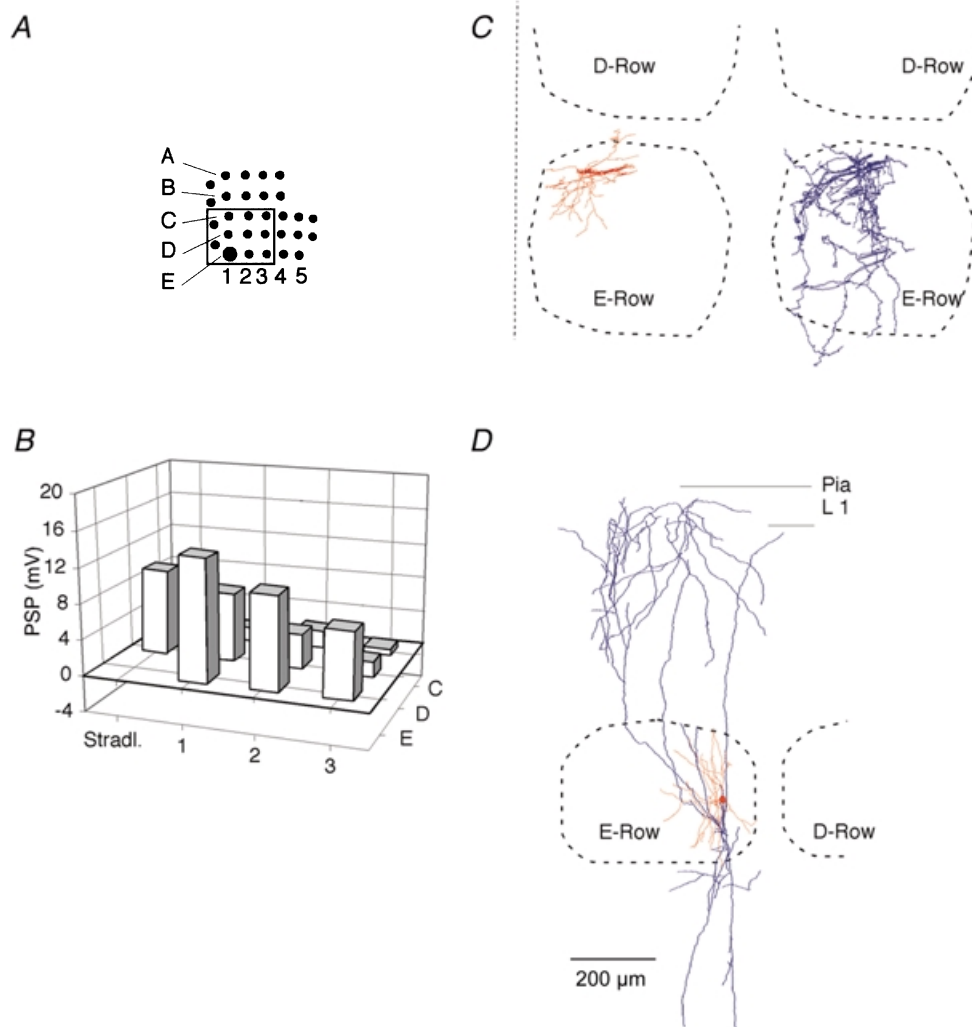 A
A
B
C
D
E
1 2 3 4 5
B
20
16
12
8
4
0
-4
PSP (mV)
Stradl.
1
2
3
C
D
E
C
D-Row
D-Row
E-Row
E-Row
D
Pia
L 1
E-Row
D-Row
200 µm